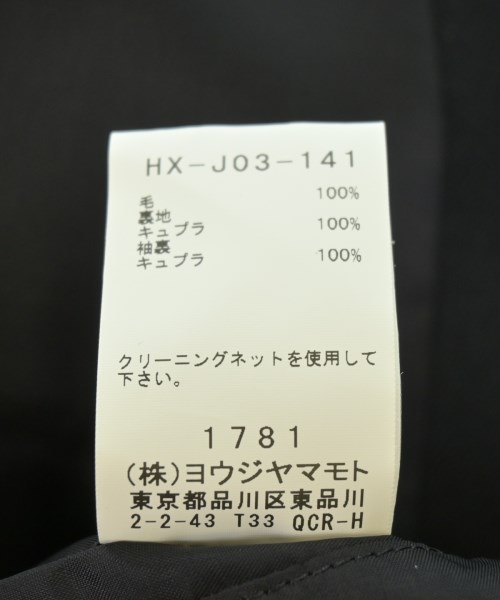 HX-J03-141
毛 100%
裏地
キュプラ 100%
袖裏
キュプラ 100%
クリーニングネットを使用して
下さい。
1781
(株)ヨウジヤマモト
東京都品川区東品川
2-2-43 T33 QCR-H